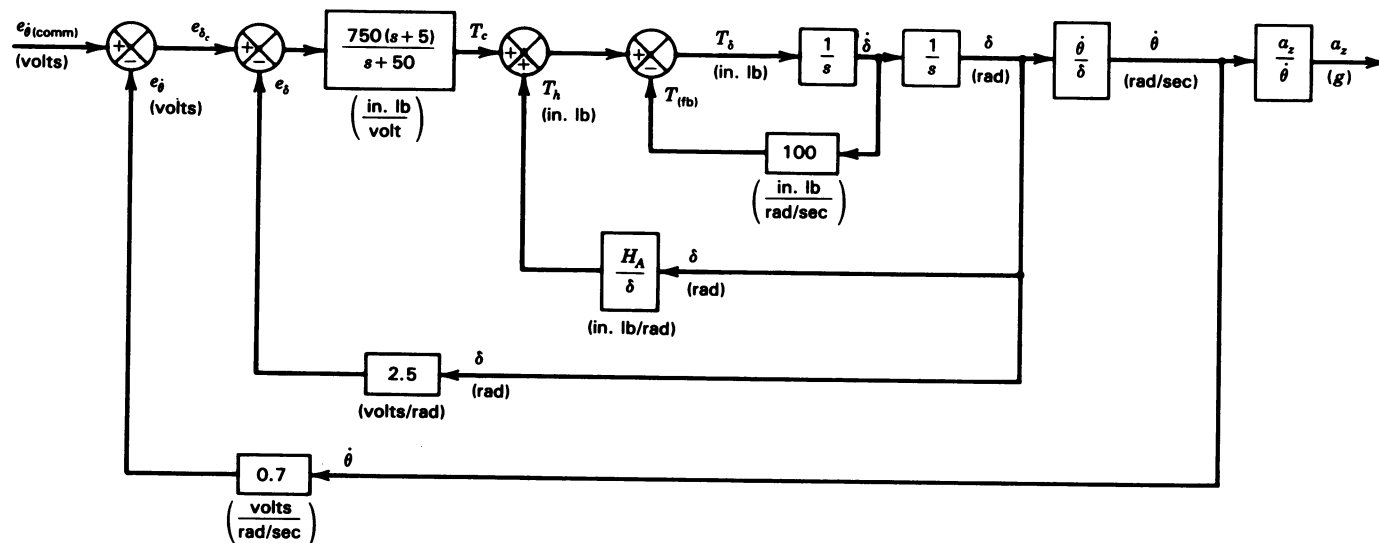 e_θ̇(comm)
(volts)
+
−
e_θ̇
(volts)
e_δc
+
−
e_δ
750(s + 5)
s + 50
(in. lb
volt)
T_c
+
+
T_h
(in. lb)
+
−
T_(fb)
T_δ
(in. lb)
1
s
δ̇
1
s
δ
(rad)
θ̇
δ
θ̇
(rad/sec)
a_z
θ̇
a_z
(g)
100
(in. lb
rad/sec)
H_A
δ
(in. lb/rad)
δ
(rad)
2.5
(volts/rad)
δ
(rad)
0.7
(volts
rad/sec)
θ̇